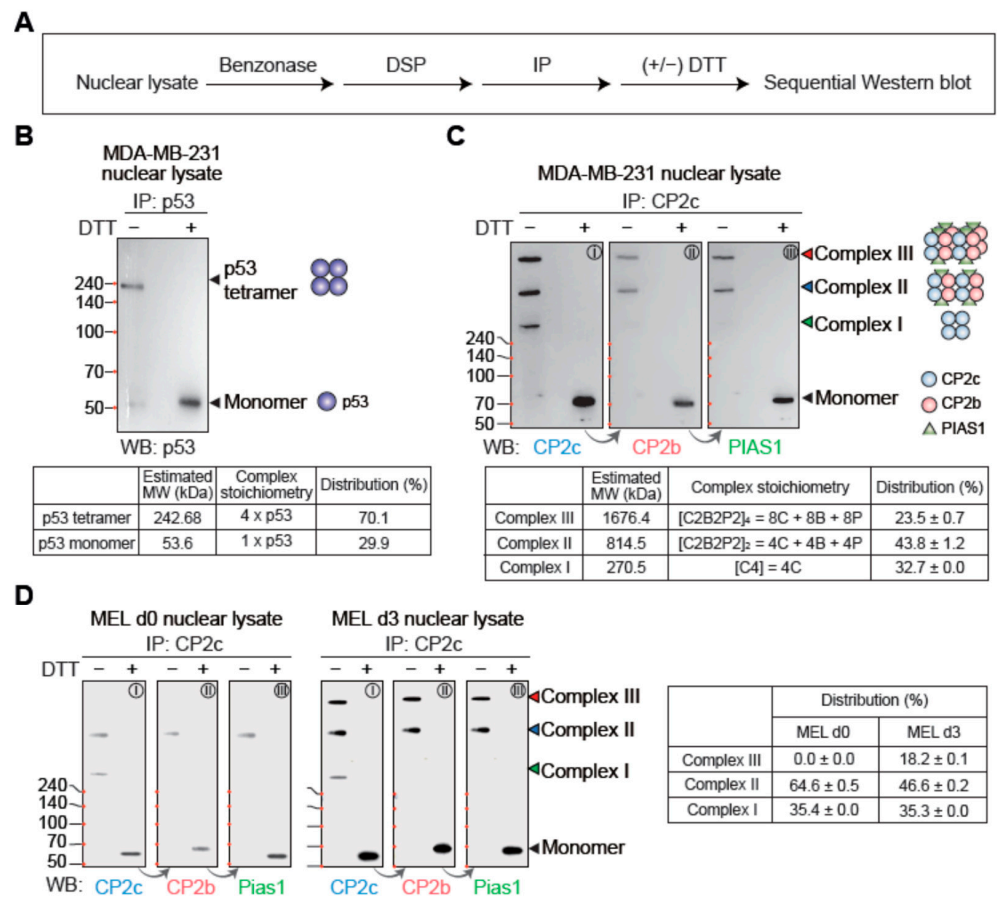 A
Nuclear lysate Benzonase DSP IP (+/−) DTT Sequential Western blot
B
MDA-MB-231
nuclear lysate
IP: p53
DTT − +
240
140
100
70
50
p53
tetramer
Monomer p53
WB: p53
Estimated MW (kDa) Complex stoichiometry Distribution (%)
p53 tetramer 242.68 4 x p53 70.1
p53 monomer 53.6 1 x p53 29.9
C
MDA-MB-231 nuclear lysate
IP: CP2c
DTT − + − + − +
Ⅰ Ⅱ Ⅲ
Complex III
Complex II
Complex I
240
140
100
70
50
Monomer
CP2c
CP2b
PIAS1
WB: CP2c CP2b PIAS1
Estimated MW (kDa) Complex stoichiometry Distribution (%)
Complex III 1676.4 [C2B2P2]₄ = 8C + 8B + 8P 23.5 ± 0.7
Complex II 814.5 [C2B2P2]₂ = 4C + 4B + 4P 43.8 ± 1.2
Complex I 270.5 [C4] = 4C 32.7 ± 0.0
D
MEL d0 nuclear lysate MEL d3 nuclear lysate
IP: CP2c IP: CP2c
DTT − + − + − + − + − + − +
Ⅰ Ⅱ Ⅲ Ⅰ Ⅱ Ⅲ
Complex III
Complex II
Complex I
240
140
100
70
50
Monomer
WB: CP2c CP2b Pias1 CP2c CP2b Pias1
Distribution (%)
MEL d0 MEL d3
Complex III 0.0 ± 0.0 18.2 ± 0.1
Complex II 64.6 ± 0.5 46.6 ± 0.2
Complex I 35.4 ± 0.0 35.3 ± 0.0